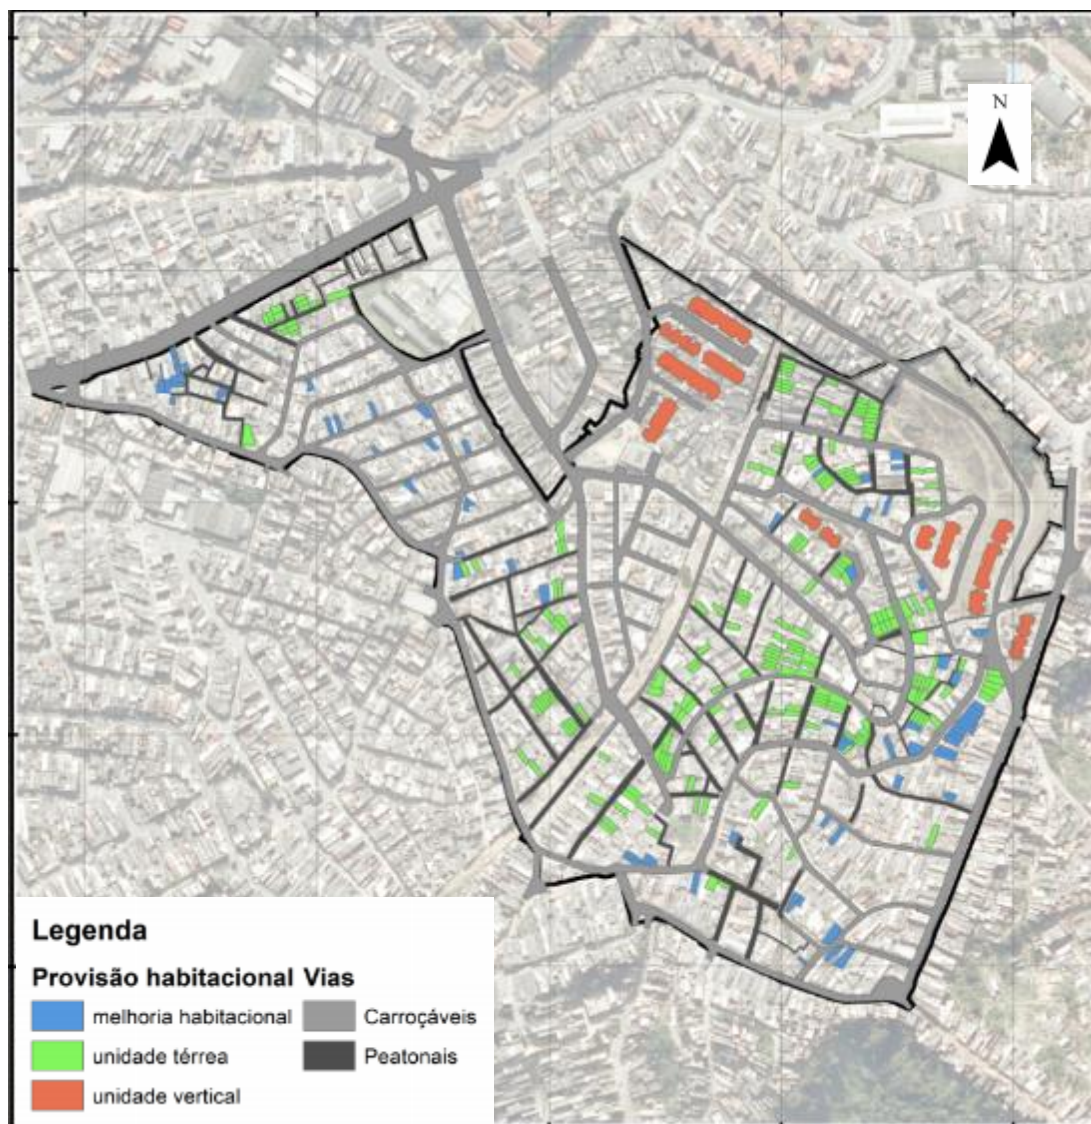 N
Legenda
Provisão habitacional Vias
melhoria habitacional Carroçáveis
unidade térrea Peatonais
unidade vertical